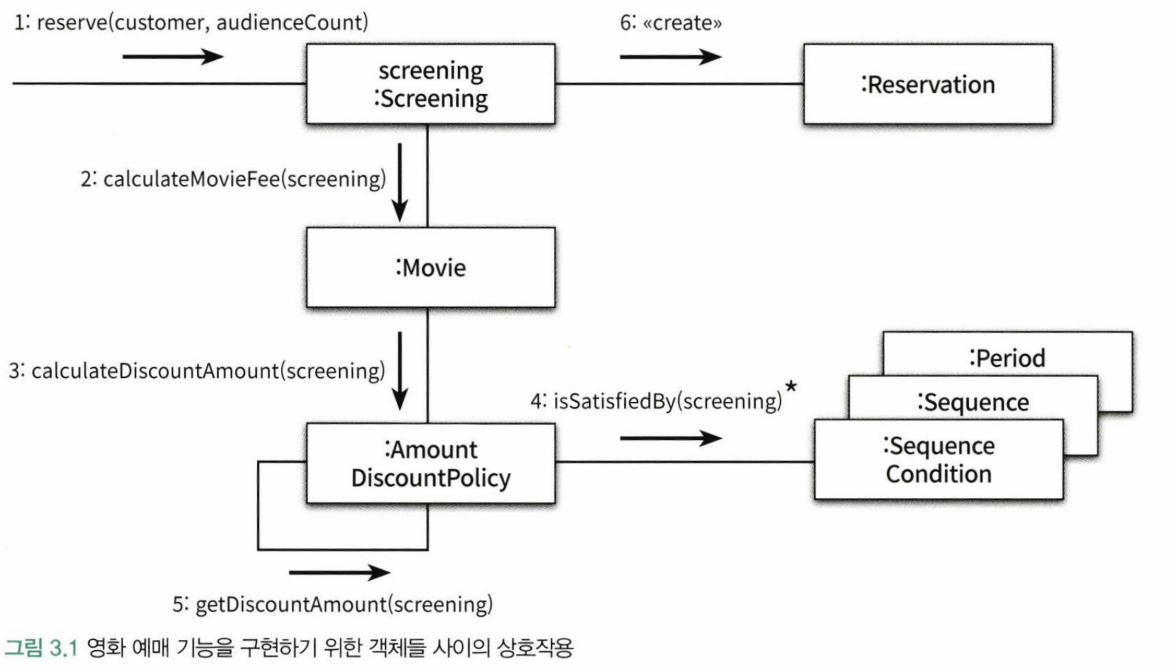 1: reserve(customer, audienceCount)
6: «create»
screening
:Screening
:Reservation
2: calculateMovieFee(screening)
:Movie
3: calculateDiscountAmount(screening)
4: isSatisfiedBy(screening)*
:Period
:Sequence
:Sequence
Condition
:Amount
DiscountPolicy
5: getDiscountAmount(screening)
그림 3.1 영화 예매 기능을 구현하기 위한 객체들 사이의 상호작용